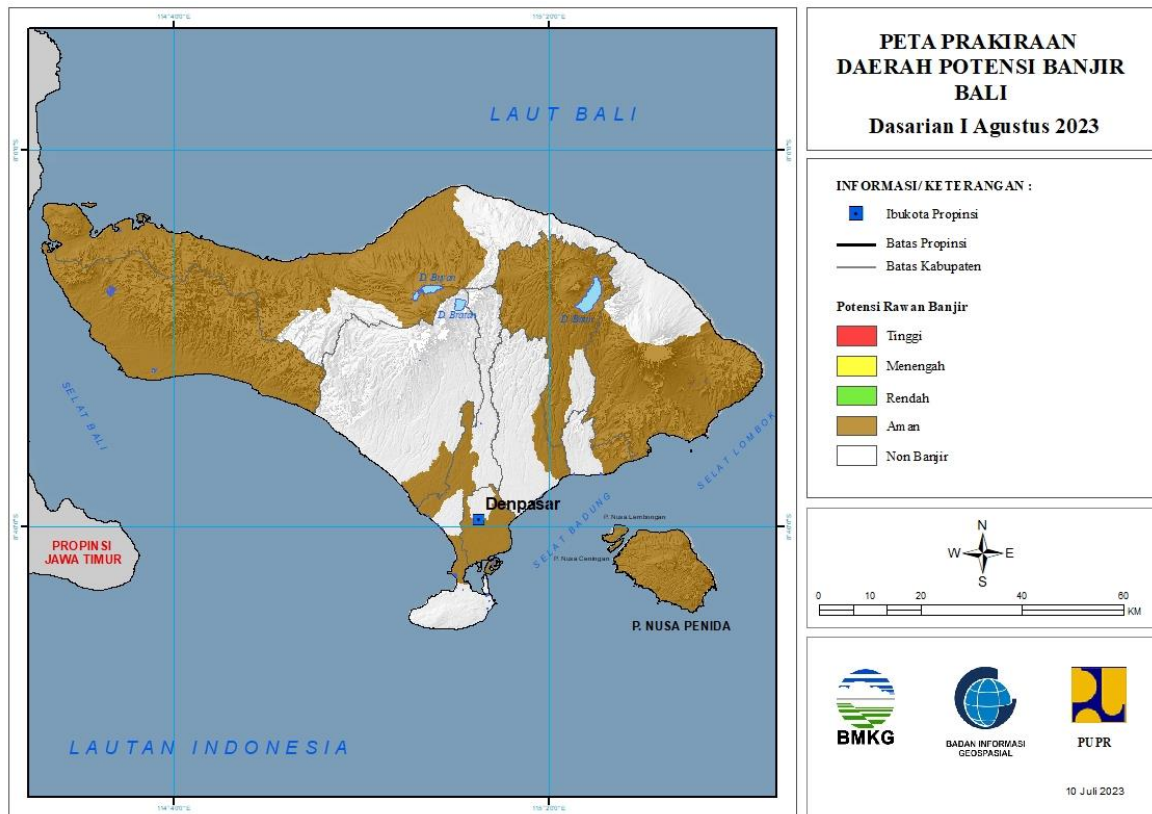 PETA PRAKIRAAN
DAERAH POTENSI BANJIR
BALI
Dasarian I Agustus 2023
INFORMASI/ KETERANGAN :
Ibukota Propinsi
Batas Propinsi
Batas Kabupaten
Potensi Rawan Banjir
Tinggi
Menengah
Rendah
Aman
Non Banjir
N
W
E
S
0
10
20
40
60
KM
BMKG
BADAN INFORMASI
GEOSPASIAL
PUPR
10 Juli 2023
LAUT BALI
D. Buyan
D. Bratan
D. Batur
SELAT BALI
SELAT LOMBOK
Denpasar
SELAT BADUNG
P. Nusa Lembongan
P. Nusa Ceningan
PROPINSI
JAWA TIMUR
P. NUSA PENIDA
LAUTAN INDONESIA